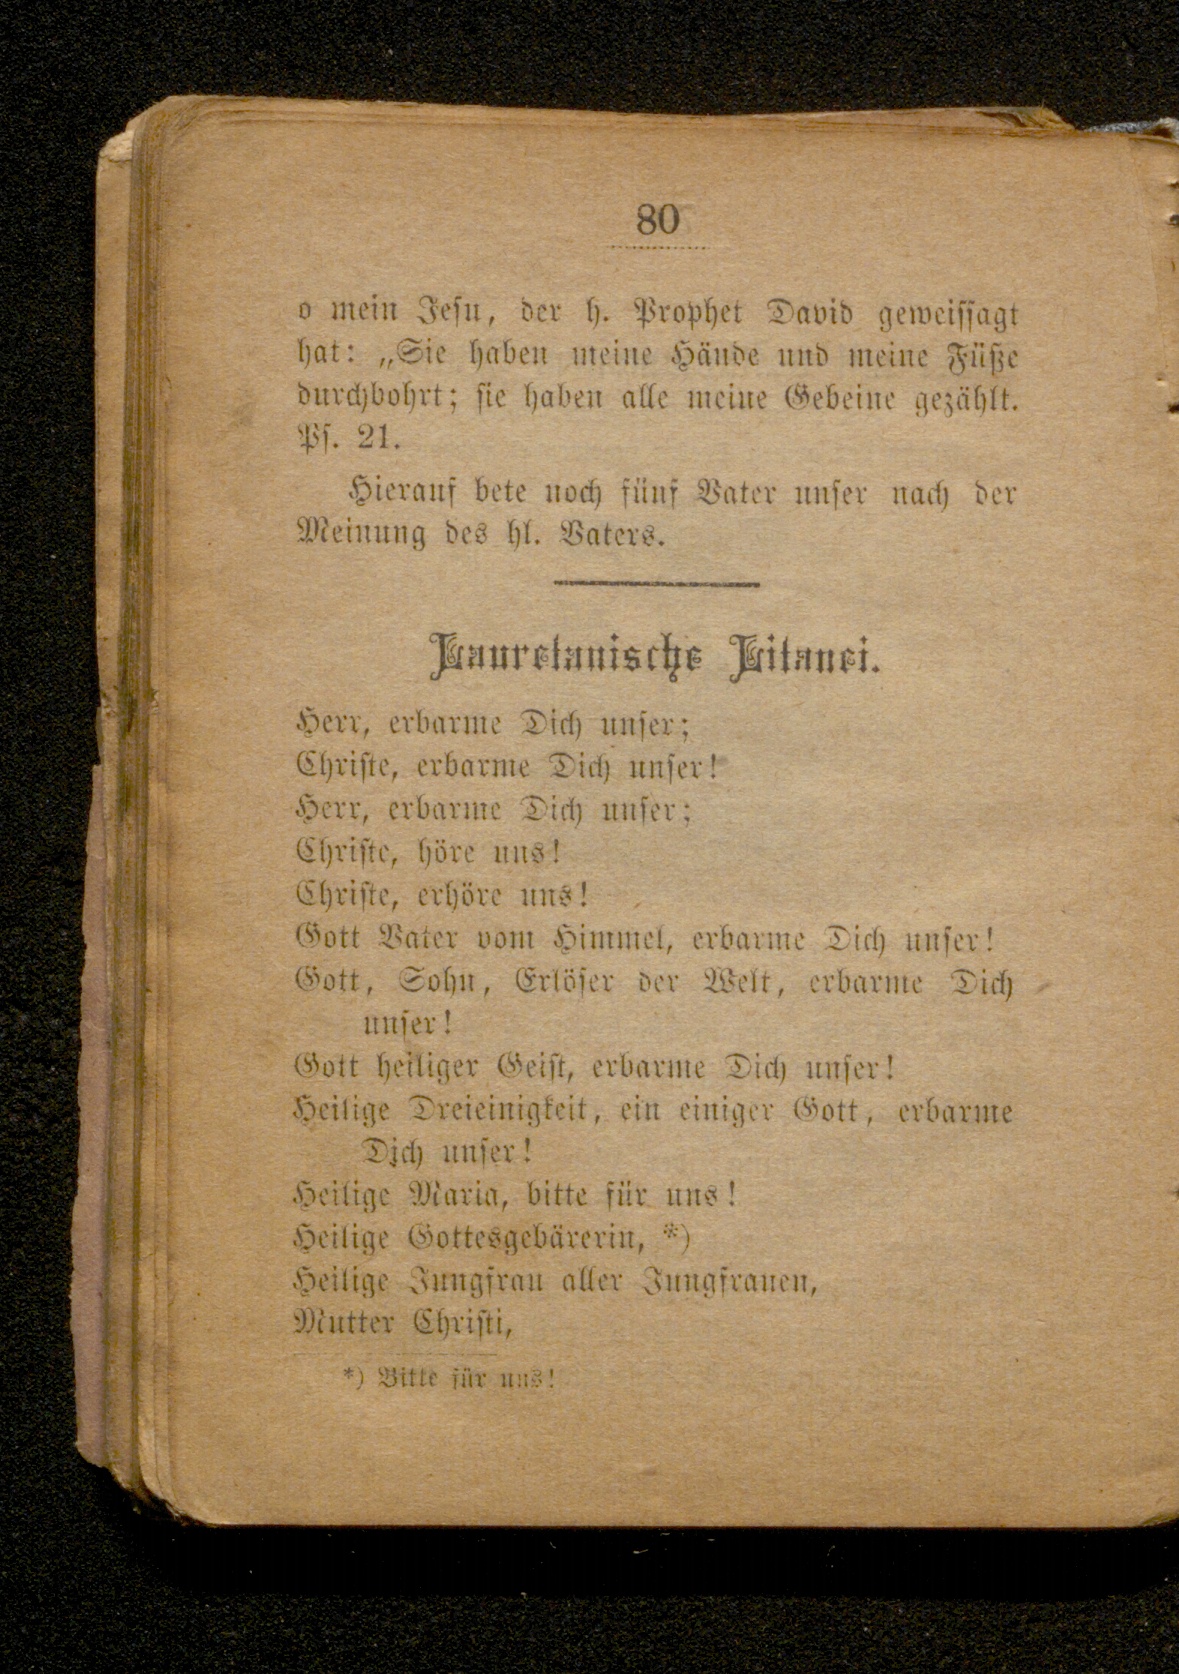 80
o mein Jesu, der h. Prophet David geweissagt
hat: „Sie haben meine Hände und meine Füße
durchbohrt; sie haben alle meine Gebeine gezählt.
Ps. 21.
Hierauf bete noch fünf Vater unser nach der
Meinung des hl. Vaters.
Lauretanische Litanei.
Herr, erbarme Dich unser;
Christe, erbarme Dich unser!
Herr, erbarme Dich unser;
Christe, höre uns!
Christe, erhöre uns!
Gott Vater vom Himmel, erbarme Dich unser!
Gott, Sohn, Erlöser der Welt, erbarme Dich
unser!
Gott heiliger Geist, erbarme Dich unser!
Heilige Dreieinigkeit, ein einiger Gott, erbarme
Dich unser!
Heilige Maria, bitte für uns!
Heilige Gottesgebärerin, *)
Heilige Jungfrau aller Jungfrauen,
Mutter Christi,
*) Bitte für uns!